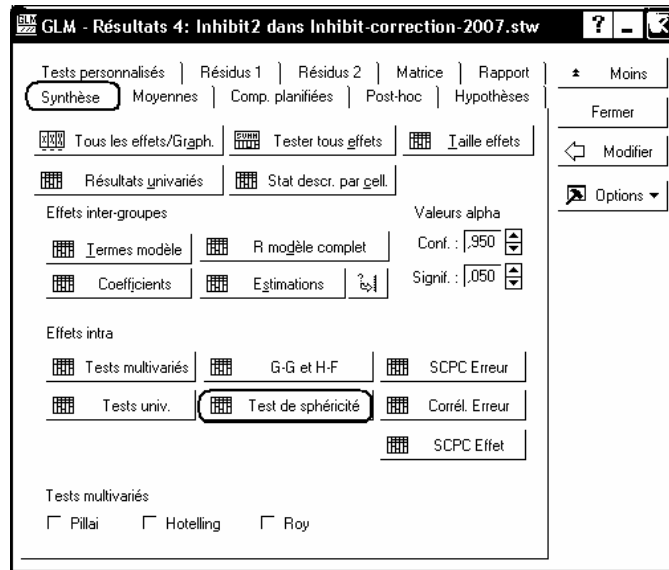 GLM - Résultats 4: Inhibit2 dans Inhibit-correction-2007.stw
Tests personnalisés | Résidus 1 | Résidus 2 | Matrice | Rapport
Synthèse | Moyennes | Comp. planifiées | Post-hoc | Hypothèses
Moins
Fermer
Modifier
Options
Tous les effets/Graph.
Tester tous effets
Taille effets
Résultats univariés
Stat descr. par cell.
Effets inter-groupes
Valeurs alpha
Termes modèle
R modèle complet
Conf. : ,950
Coefficients
Estimations
Signif. : ,050
Effets intra
Tests multivariés
G-G et H-F
SCPC Erreur
Tests univ.
Test de sphéricité
Corrél. Erreur
SCPC Effet
Tests multivariés
Pillai
Hotelling
Roy